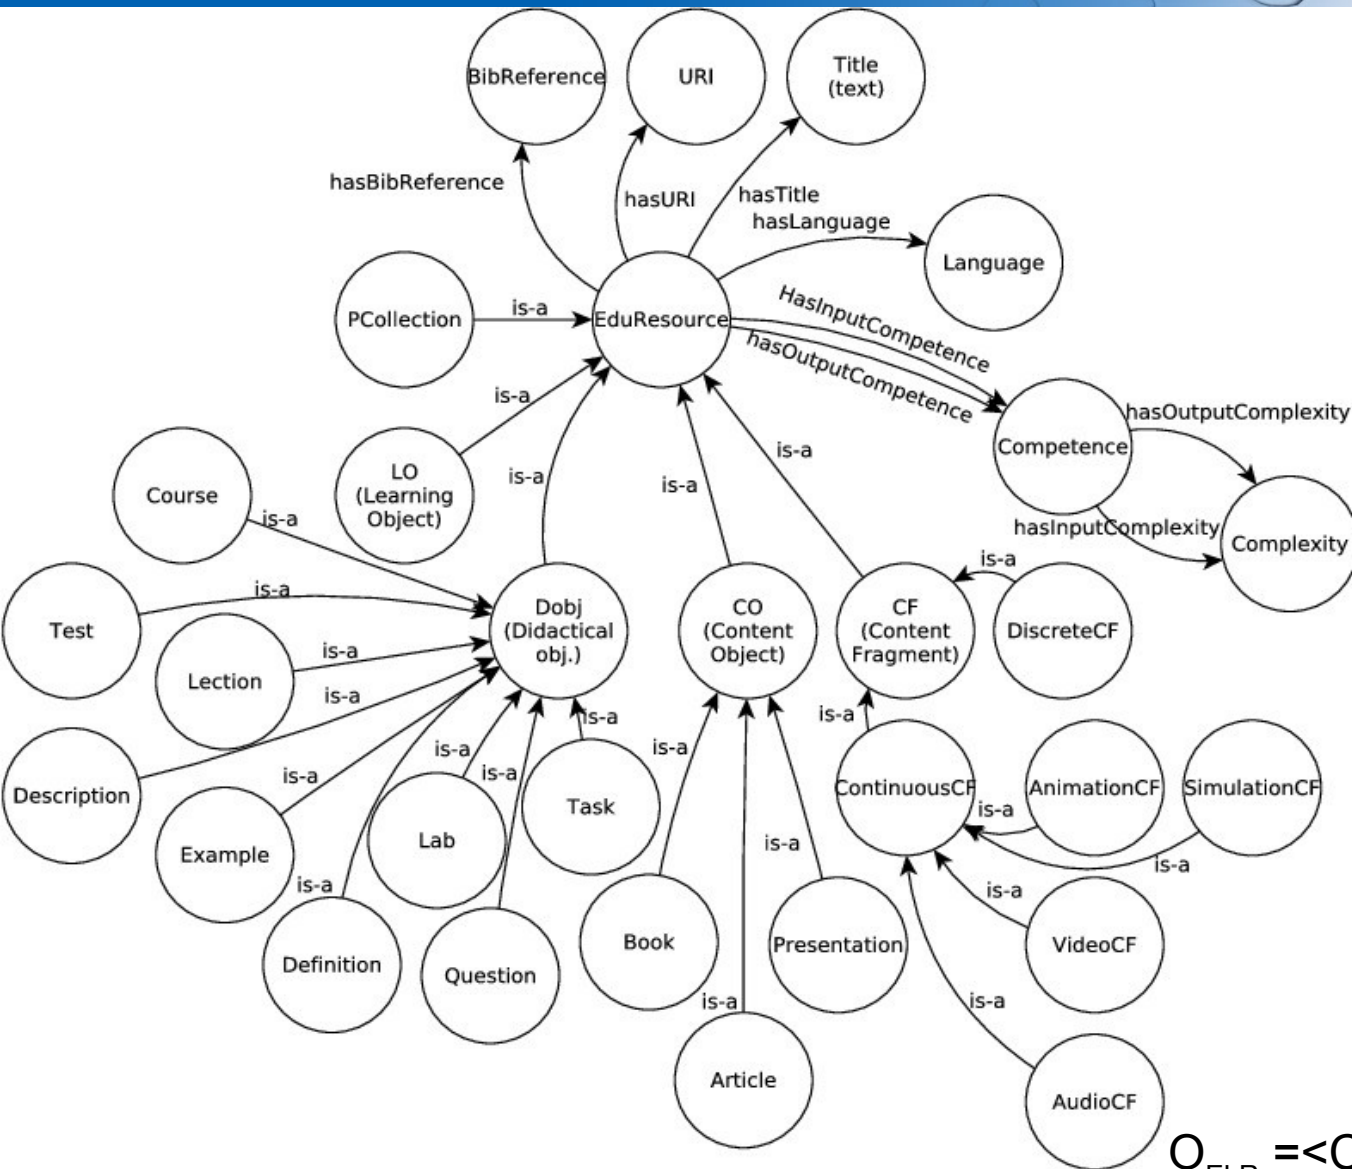 BibReference
URI
Title
(text)
hasBibReference
hasURI
hasTitle
hasLanguage
Language
PCollection
is-a
EduResource
HasInputCompetence
hasOutputCompetence
is-a
LO
(Learning
Object)
is-a
is-a
is-a
Competence
hasOutputComplexity
hasInputComplexity
Complexity
Course
is-a
Test
is-a
Lection
is-a
Dobj
(Didactical
obj.)
CO
(Content
Object)
CF
(Content
Fragment)
is-a
DiscreteCF
Description
is-a
Example
is-a
Definition
is-a
Lab
is-a
Question
is-a
Task
is-a
Book
is-a
Article
is-a
Presentation
is-a
is-a
ContinuousCF
AnimationCF
is-a
SimulationCF
is-a
VideoCF
is-a
AudioCF
is-a
O
=<